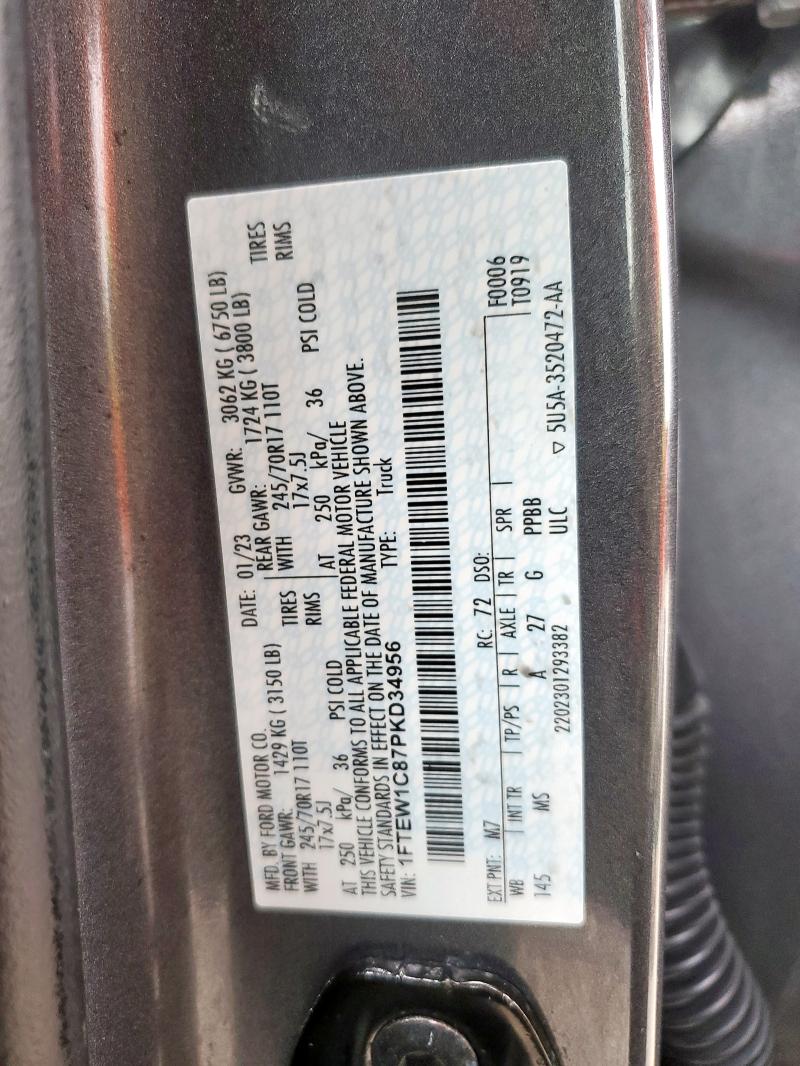 MFD. BY FORD MOTOR CO.
DATE: 01/23
GVWR: 3062 KG ( 6750 LB)
FRONT GAWR: 1429 KG ( 3150 LB)
REAR GAWR: 1724 KG ( 3800 LB)
WITH 245/70R17 110T TIRES
WITH 245/70R17 110T TIRES
17x7.5J RIMS
17x7.5J RIMS
AT 250 kPa/ 36 PSI COLD
AT 250 kPa/ 36 PSI COLD
THIS VEHICLE CONFORMS TO ALL APPLICABLE FEDERAL MOTOR VEHICLE
SAFETY STANDARDS IN EFFECT ON THE DATE OF MANUFACTURE SHOWN ABOVE.
VIN: 1FTEW1C87PKD34956
TYPE: Truck
EXT PNT: M7 RC: 72 DSO: F0006
WB INT TR TP/PS R AXLE TR SPR T0919
145 MS A 27 G PPBB
ULC
2202301293382 ▽ 5U5A-3520472-AA